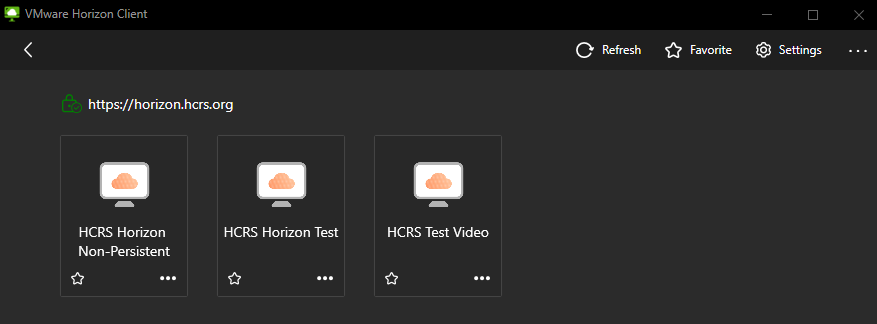 VMware Horizon Client
Refresh
Favorite
Settings
https://horizon.hcrs.org
HCRS Horizon
Non-Persistent
HCRS Horizon Test
HCRS Test Video